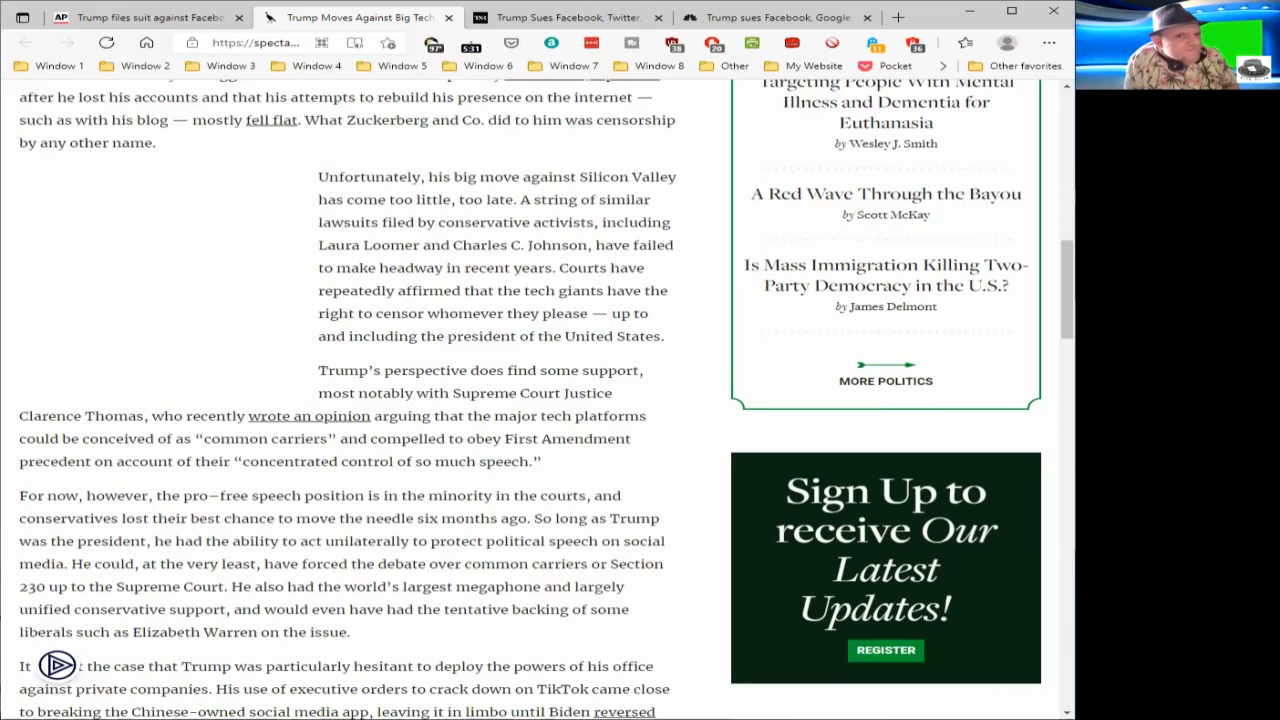 Trump files suit against Facebo
Trump Moves Against Big Tech
Trump Sues Facebook, Twitter,
Trump sues Facebook, Google
https://specta...
97°
5:31
38
20
11
36
Window 1
Window 2
Window 3
Window 4
Window 5
Window 6
Window 7
Window 8
Other
My Website
Pocket
Other favorites
after he lost his accounts and that his attempts to rebuild his presence on the internet —
such as with his blog — mostly fell flat. What Zuckerberg and Co. did to him was censorship
by any other name.
Unfortunately, his big move against Silicon Valley
has come too little, too late. A string of similar
lawsuits filed by conservative activists, including
Laura Loomer and Charles C. Johnson, have failed
to make headway in recent years. Courts have
repeatedly affirmed that the tech giants have the
right to censor whomever they please — up to
and including the president of the United States.
Trump’s perspective does find some support,
most notably with Supreme Court Justice
Clarence Thomas, who recently wrote an opinion arguing that the major tech platforms
could be conceived of as “common carriers” and compelled to obey First Amendment
precedent on account of their “concentrated control of so much speech.”
For now, however, the pro–free speech position is in the minority in the courts, and
conservatives lost their best chance to move the needle six months ago. So long as Trump
was the president, he had the ability to act unilaterally to protect political speech on social
media. He could, at the very least, have forced the debate over common carriers or Section
230 up to the Supreme Court. He also had the world’s largest megaphone and largely
unified conservative support, and would even have had the tentative backing of some
liberals such as Elizabeth Warren on the issue.
It t the case that Trump was particularly hesitant to deploy the powers of his office
against private companies. His use of executive orders to crack down on TikTok came close
to breaking the Chinese-owned social media app, leaving it in limbo until Biden reversed
Targeting People With Mental
Illness and Dementia for
Euthanasia
by Wesley J. Smith
A Red Wave Through the Bayou
by Scott McKay
Is Mass Immigration Killing Two-
Party Democracy in the U.S.?
by James Delmont
MORE POLITICS
Sign Up to
receive Our
Latest
Updates!
REGISTER